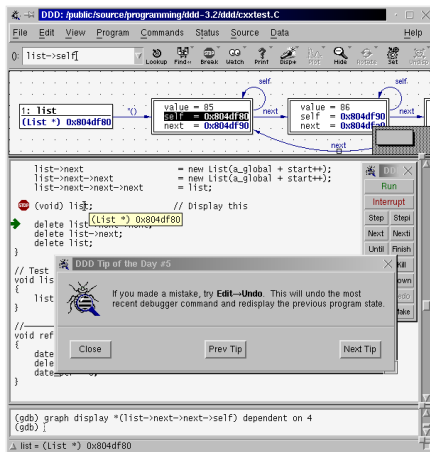 DDD: /public/source/programming/ddd-3.2/ddd/cxxtest.C
File Edit View Program Commands Status Source Data Help
(): list->self
Lookup Find» Break Watch Print Disp* Plot Hide Rotate Set Undisp
1: list
(List *) 0x804df80
*()
value = 85
self = 0x804df80
next = 0x804df90
self
next
value = 86
self = 0x804df90
next = 0x804df
self
next
next
list->next = new List(a_global + start++);
list->next->next = new List(a_global + start++);
list->next->next->next = list;
(void) list; // Display this
(List *) 0x804df80
delete list
delete list->next;
delete list;
}
// Test
void lis
{
list
}
//
void ref
{
date
dele
}
DDD
Run
Interrupt
Step Stepi
Next Nexti
Until Finish
Kill
DDD Tip of the Day #5
If you made a mistake, try Edit→Undo. This will undo the most
recent debugger command and redisplay the previous program state.
Close Prev Tip Next Tip
(gdb) graph display *(list->next->next->self) dependent on 4
(gdb)
list = (List *) 0x804df80